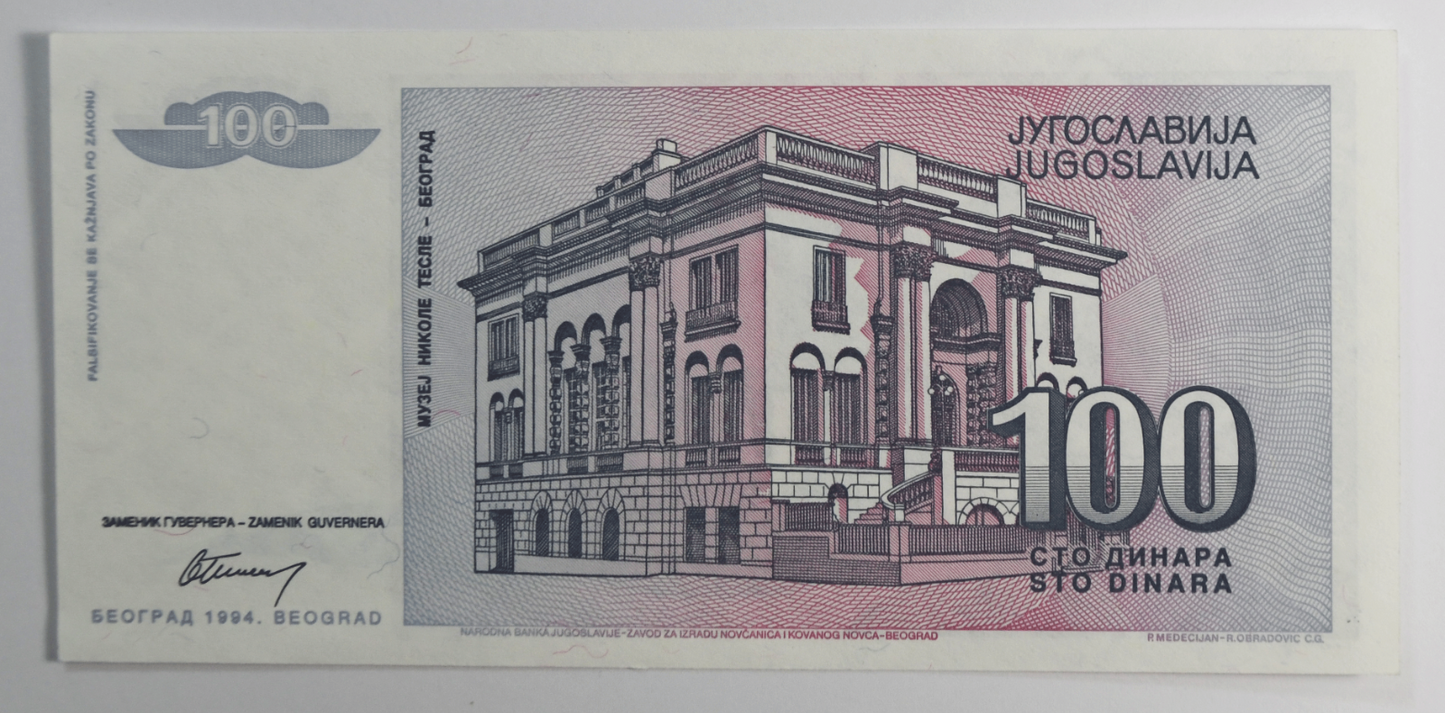 100
FALSIFIKOVANJE SE KAŽNJAVA PO ZAKONU
МУЗЕЈ НИКОЛЕ ТЕСЛЕ – БЕОГРАД
ЈУГОСЛАВИЈА
JUGOSLAVIJA
100
СТО ДИНАРА
STO DINARA
ЗАМЕНИК ГУВЕРНЕРА – ZAMENIK GUVERNERA
БЕОГРАД 1994. BEOGRAD
NARODNA BANKA JUGOSLAVIJE-ZAVOD ZA IZRADU NOVČANICA I KOVANOG NOVCA-BEOGRAD
P.MEDECIJAN-R.OBRADOVIĆ C.G.